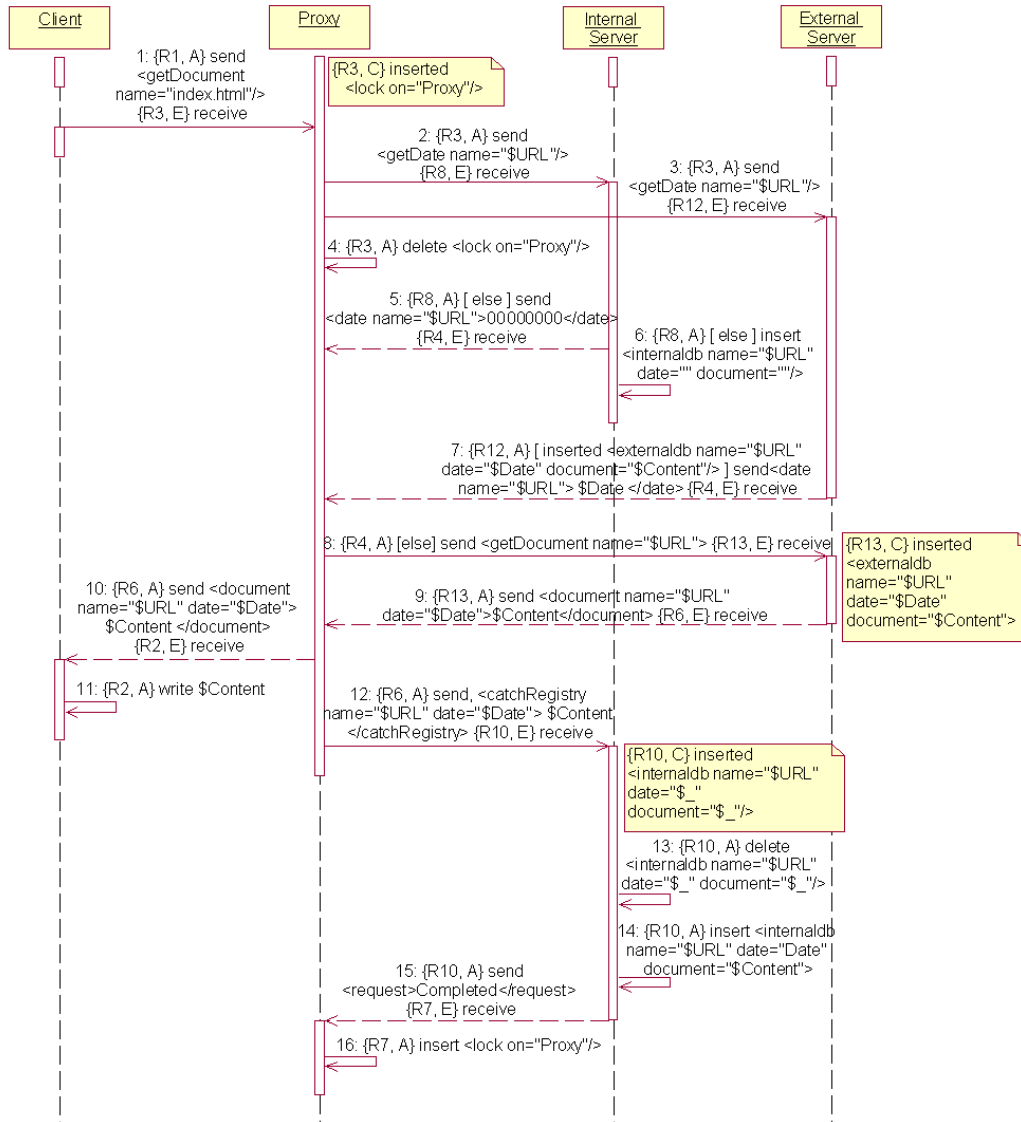 Client
Proxy
Internal
Server
External
Server
1: {R1, A} send
<getDocument
name="index.html"/>
{R3, E} receive
{R3, C} inserted
<lock on="Proxy"/>
2: {R3, A} send
<getDate name="$URL"/>
{R8, E} receive
3: {R3, A} send
<getDate name="$URL"/>
{R12, E} receive
4: {R3, A} delete <lock on="Proxy"/>
5: {R8, A} [ else ] send
<date name="$URL">00000000</date>
{R4, E} receive
6: {R8, A} [ else ] insert
<internaldb name="$URL"
date="" document=""/>
7: {R12, A} [ inserted <externaldb name="$URL"
date="$Date" document="$Content"/> ] send<date
name="$URL"> $Date </date> {R4, E} receive
8: {R4, A} [else] send <getDocument name="$URL"> {R13, E} receive
{R13, C} inserted
<externaldb
name="$URL"
date="$Date"
document="$Content">
9: {R13, A} send <document name="$URL"
date="$Date">$Content</document> {R6, E} receive
10: {R6, A} send <document
name="$URL" date="$Date">
$Content </document>
{R2, E} receive
11: {R2, A} write $Content
12: {R6, A} send, <catchRegistry
name="$URL" date="$Date"> $Content
</catchRegistry> {R10, E} receive
{R10, C} inserted
<internaldb name="$URL"
date="$_"
document="$_"/>
13: {R10, A} delete
<internaldb name="$URL"
date="$_" document="$_"/>
14: {R10, A} insert <internaldb
name="$URL" date="Date"
document="$Content">
15: {R10, A} send
<request>Completed</request>
{R7, E} receive
16: {R7, A} insert <lock on="Proxy"/>